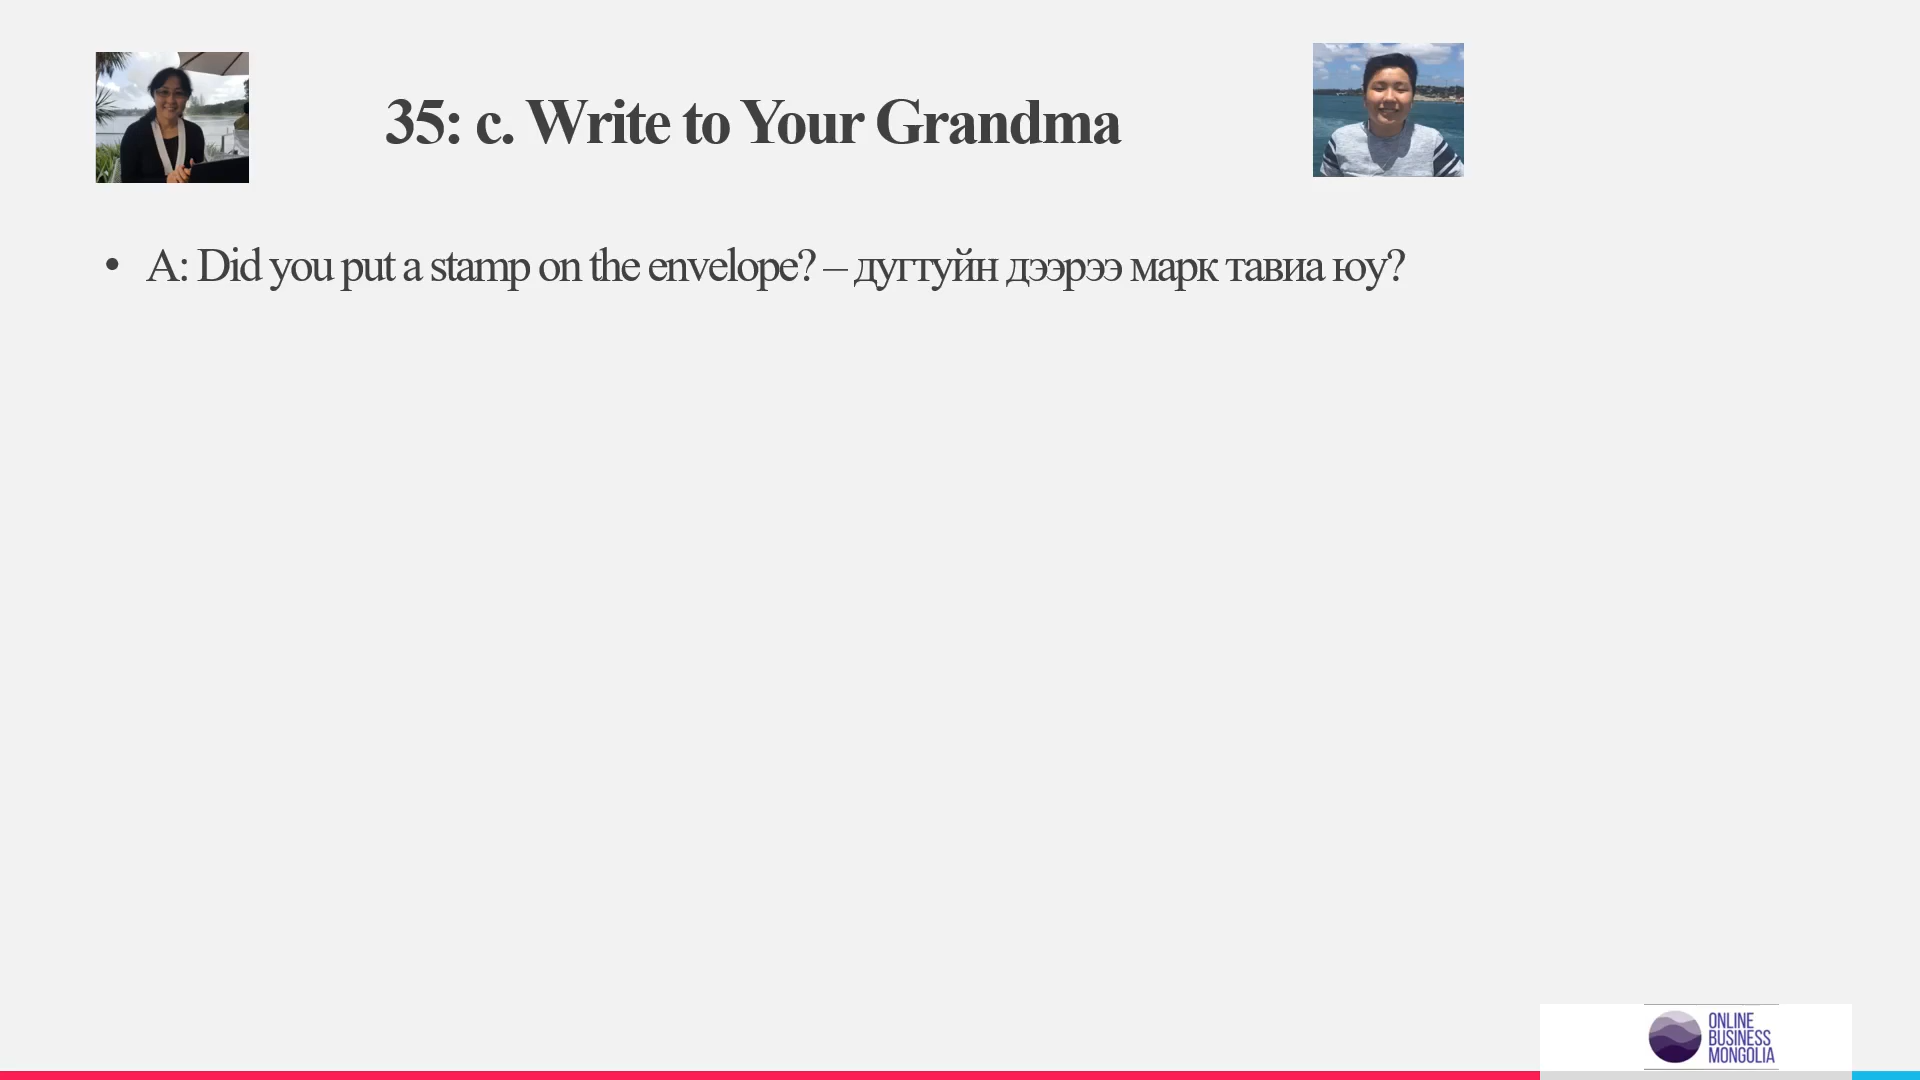 35: c. Write to Your Grandma
• A: Did you put a stamp on the envelope? – дугтуйн дээрээ марк тавиа юу?
ONLINE
BUSINESS
MONGOLIA